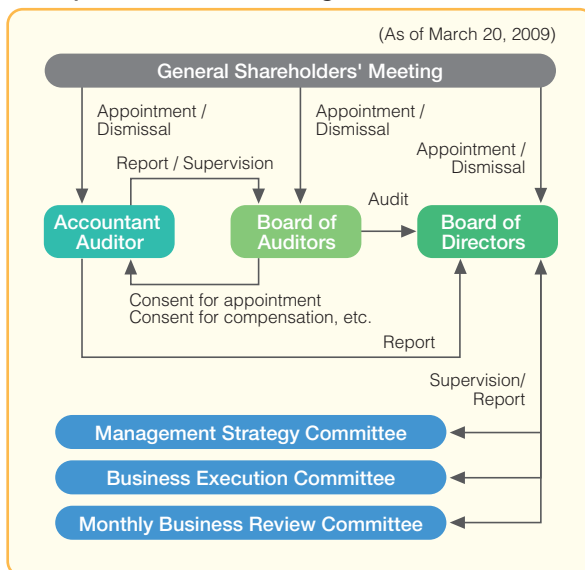 (As of March 20, 2009)
General Shareholders' Meeting
Appointment /
Dismissal
Appointment /
Dismissal
Appointment /
Dismissal
Report / Supervision
Audit
Accountant
Auditor
Board of
Auditors
Board of
Directors
Consent for appointment
Consent for compensation, etc.
Report
Supervision/
Report
Management Strategy Committee
Business Execution Committee
Monthly Business Review Committee